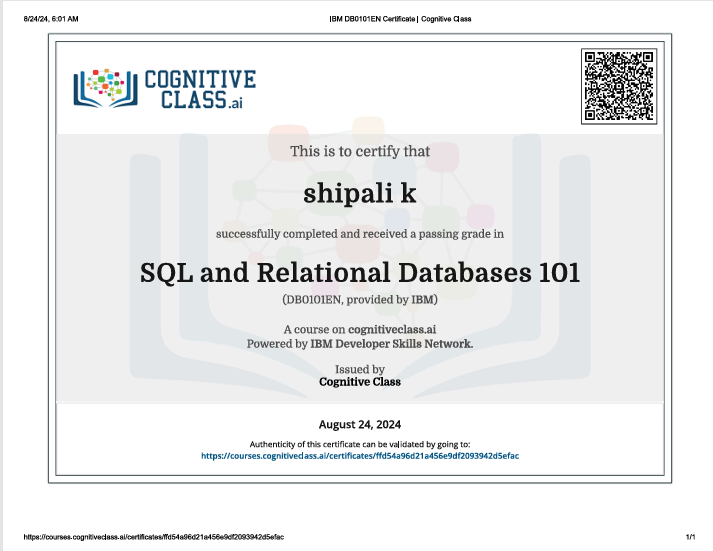 8/24/24, 6:01 AM
IBM DB0101EN Certificate | Cognitive Class
COGNITIVE
CLASS.ai
This is to certify that
shipali k
successfully completed and received a passing grade in
SQL and Relational Databases 101
(DB0101EN, provided by IBM)
A course on cognitiveclass.ai
Powered by IBM Developer Skills Network.
Issued by
Cognitive Class
August 24, 2024
Authenticity of this certificate can be validated by going to:
https://courses.cognitiveclass.ai/certificates/ffd54a96d21a456e9df2093942d5efac
https://courses.cognitiveclass.ai/certificates/ffd54a96d21a456e9df2093942d5efac
1/1